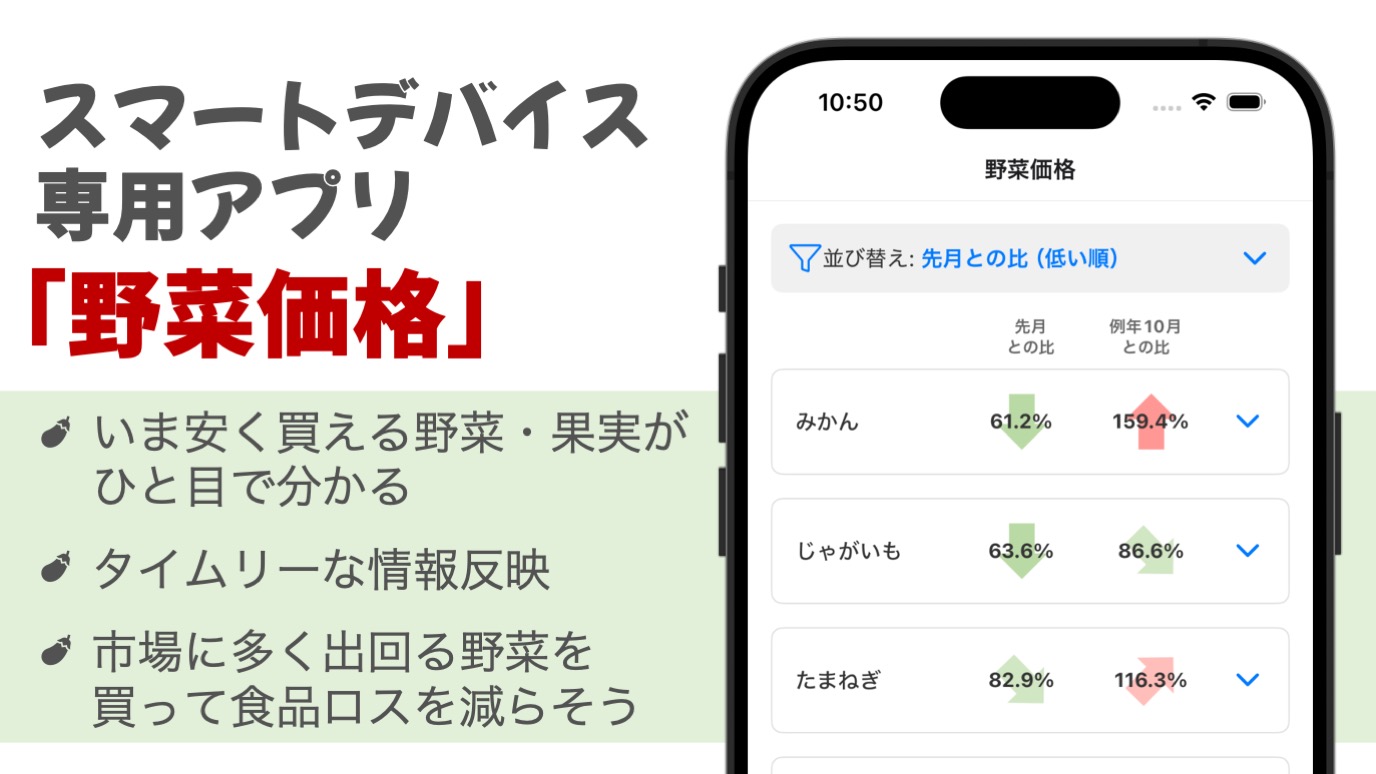 スマートデバイス
専用アプリ
「野菜価格」
いま安く買える野菜・果実が
ひと目で分かる
タイムリーな情報反映
市場に多く出回る野菜を
買って食品ロスを減らそう
10:50
野菜価格
並び替え: 先月との比（低い順）
先月
との比
例年10月
との比
みかん 61.2% 159.4%
じゃがいも 63.6% 86.6%
たまねぎ 82.9% 116.3%